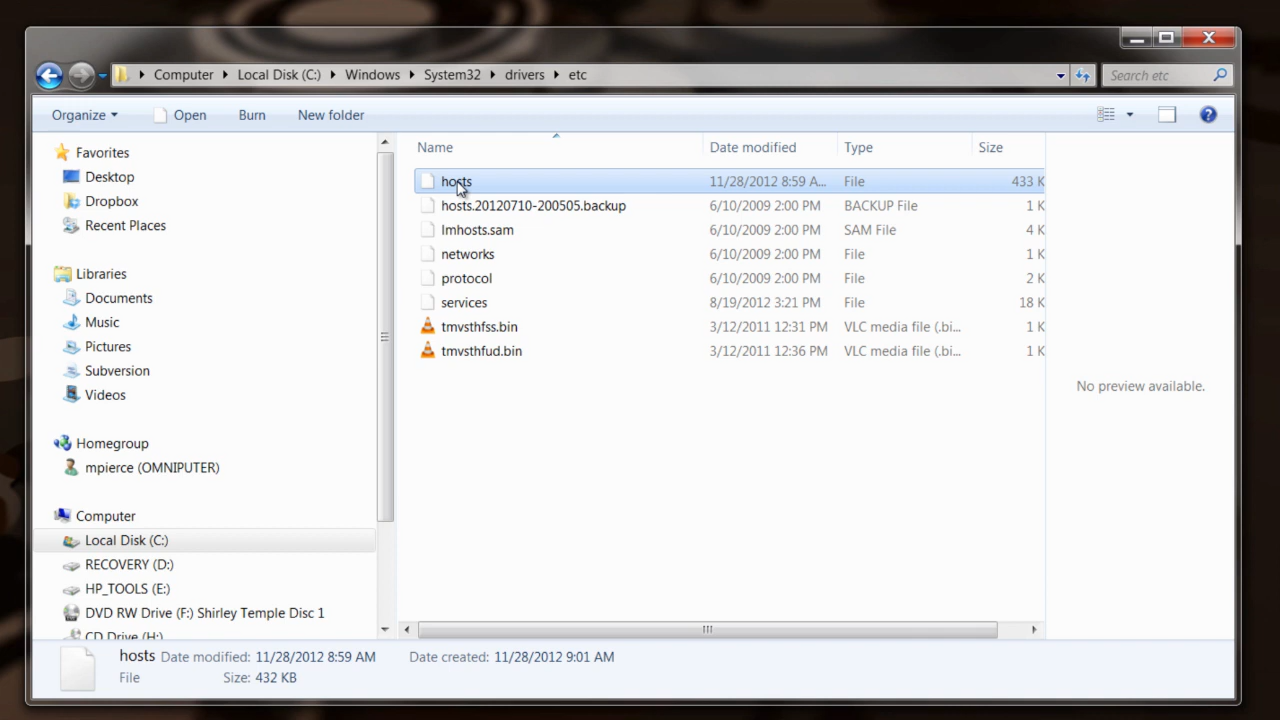 Computer Local Disk (C:) Windows System32 drivers etc Search etc
Organize Open Burn New folder
Favorites
Desktop
Dropbox
Recent Places
Libraries
Documents
Music
Pictures
Subversion
Videos
Homegroup
mpierce (OMNIPUTER)
Computer
Local Disk (C:)
RECOVERY (D:)
HP_TOOLS (E:)
DVD RW Drive (F:) Shirley Temple Disc 1
CD Drive (H:)
Name Date modified Type Size
hosts 11/28/2012 8:59 A... File 433 K
hosts.20120710-200505.backup 6/10/2009 2:00 PM BACKUP File 1 K
lmhosts.sam 6/10/2009 2:00 PM SAM File 4 K
networks 6/10/2009 2:00 PM File 1 K
protocol 6/10/2009 2:00 PM File 2 K
services 8/19/2012 3:21 PM File 18 K
tmvsthfss.bin 3/12/2011 12:31 PM VLC media file (.bi... 1 K
tmvsthfud.bin 3/12/2011 12:36 PM VLC media file (.bi... 1 K
No preview available.
hosts Date modified: 11/28/2012 8:59 AM Date created: 11/28/2012 9:01 AM
File Size: 432 KB